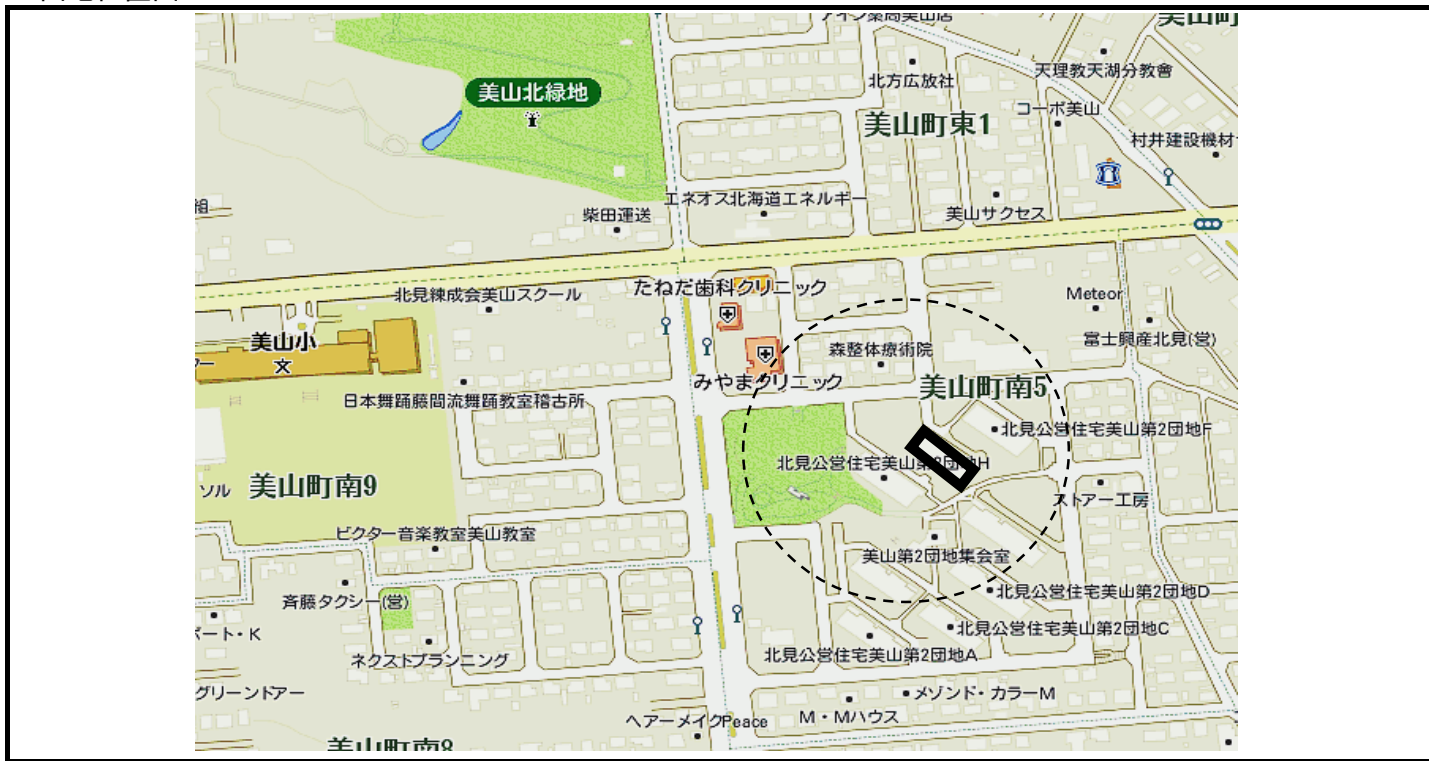 アイン薬局美山店
北方広放社
天理教天湖分教會
美山北緑地
コーポ美山
美山町東1
村井建設機材
組
エネオス北海道エネルギー
柴田運送
美山サクセス
たねだ歯科クリニック
北見練成会美山スクール
Meteor
美山小
森整体療術院
富士興産北見(営)
みやまクリニック
美山町南5
日本舞踊藤間流舞踊教室稽古所
北見公営住宅美山第2団地F
北見公営住宅美山第2団地H
ソル
美山町南9
ストアー工房
ビクター音楽教室美山教室
美山第2団地集会室
斉藤タクシー(営)
北見公営住宅美山第2団地D
ート・K
北見公営住宅美山第2団地C
ネクストプランニング
北見公営住宅美山第2団地A
グリーンドアー
メゾンド・カラーM
ヘアーメイクPeace
M・Mハウス
美山町南8